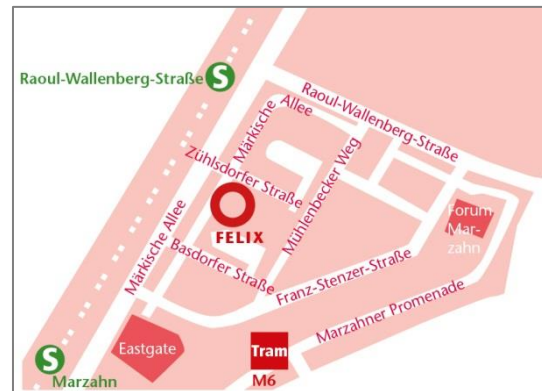 S
Raoul-Wallenberg-Straße
Raoul-Wallenberg-Straße
Märkische
Allee
Zühlsdorfer Straße
Mühlenbecker Weg
FELIX
Forum
Mar-
zahn
Märkische Allee
Basdorfer Straße
Franz-Stenzer-Straße
Marzahner Promenade
Eastgate
Tram
M6
S
Marzahn